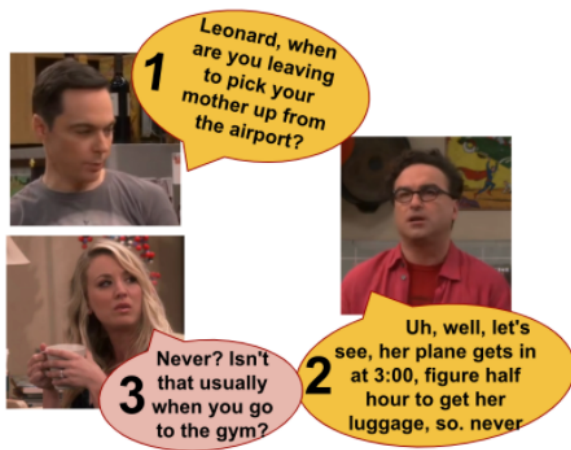 1
Leonard, when
are you leaving
to pick your
mother up from
the airport?
2
Uh, well, let's
see, her plane gets in
at 3:00, figure half
hour to get her
luggage, so. never
3
Never? Isn't
that usually
when you go
to the gym?